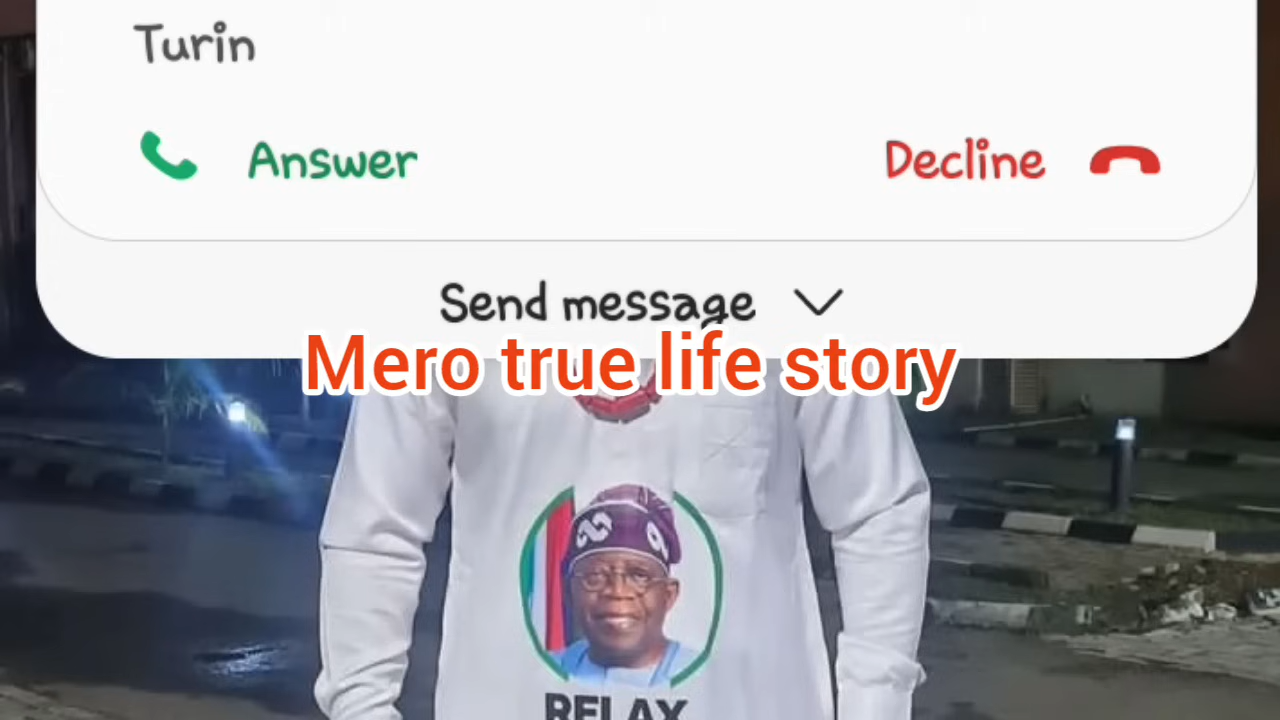 Turin
Answer
Decline
Send message
Mero true life story
RELAX